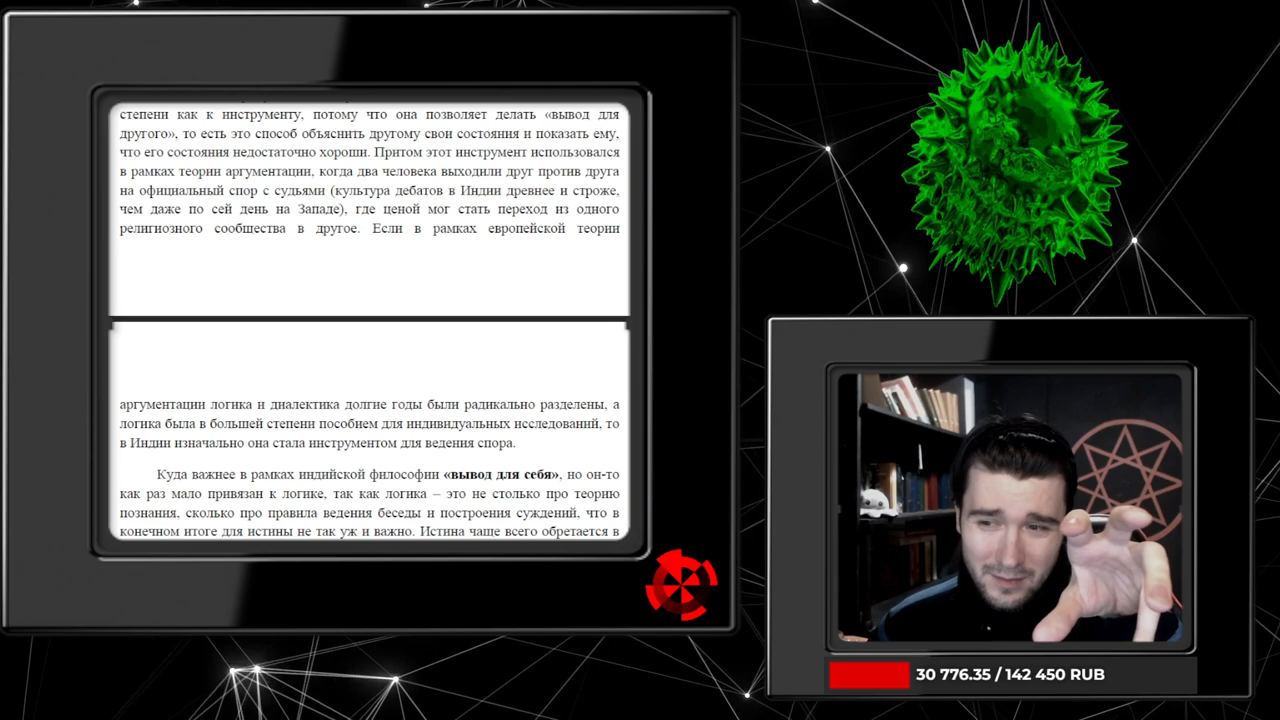 степени как к инструменту, потому что она позволяет делать «вывод для
другого», то есть это способ объяснить другому свои состояния и показать ему,
что его состояния недостаточно хороши. Притом этот инструмент использовался
в рамках теории аргументации, когда два человека выходили друг против друга
на официальный спор с судьями (культура дебатов в Индии древнее и строже,
чем даже по сей день на Западе), где ценой мог стать переход из одного
религиозного сообщества в другое. Если в рамках европейской теории
аргументации логика и диалектика долгие годы были радикально разделены, а
логика была в большей степени пособием для индивидуальных исследований, то
в Индии изначально она стала инструментом для ведения спора.
Куда важнее в рамках индийской философии «вывод для себя», но он-то
как раз мало привязан к логике, так как логика – это не столько про теорию
познания, сколько про правила ведения беседы и построения суждений, что в
конечном итоге для истины не так уж и важно. Истина чаще всего обретается в
30 776.35 / 142 450 RUB